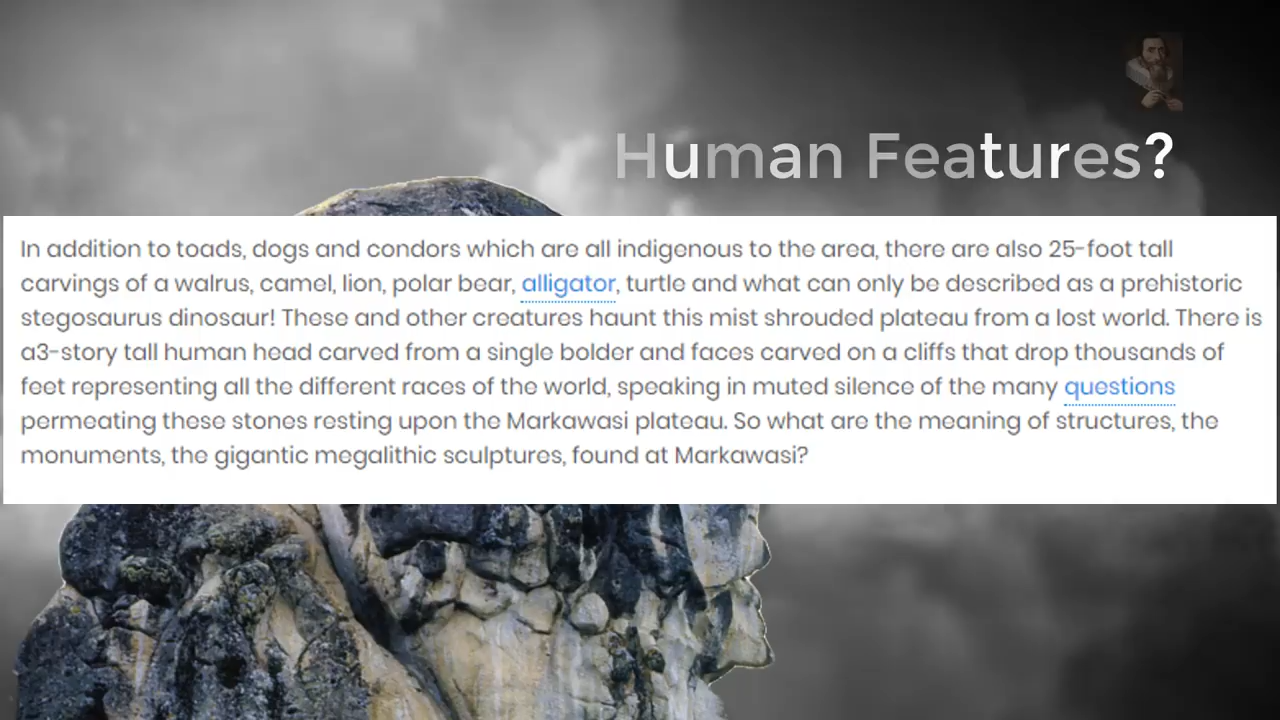 Human Features?
In addition to toads, dogs and condors which are all indigenous to the area, there are also 25-foot tall
carvings of a walrus, camel, lion, polar bear, alligator, turtle and what can only be described as a prehistoric
stegosaurus dinosaur! These and other creatures haunt this mist shrouded plateau from a lost world. There is
a3-story tall human head carved from a single bolder and faces carved on a cliffs that drop thousands of
feet representing all the different races of the world, speaking in muted silence of the many questions
permeating these stones resting upon the Markawasi plateau. So what are the meaning of structures, the
monuments, the gigantic megalithic sculptures, found at Markawasi?